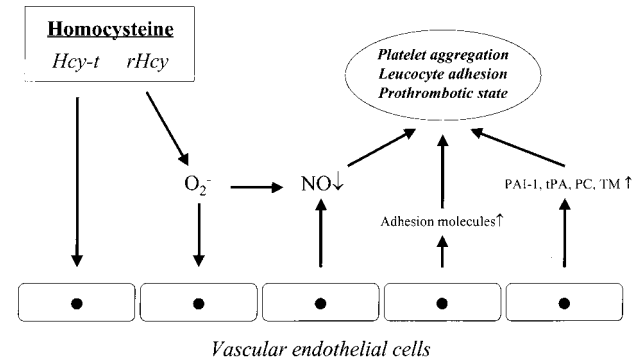 Homocysteine
Hcy-t rHcy
Platelet aggregation
Leucocyte adhesion
Prothrombotic state
O₂⁻
NO↓
PAI-1, tPA, PC, TM ↑
Adhesion molecules↑
Vascular endothelial cells